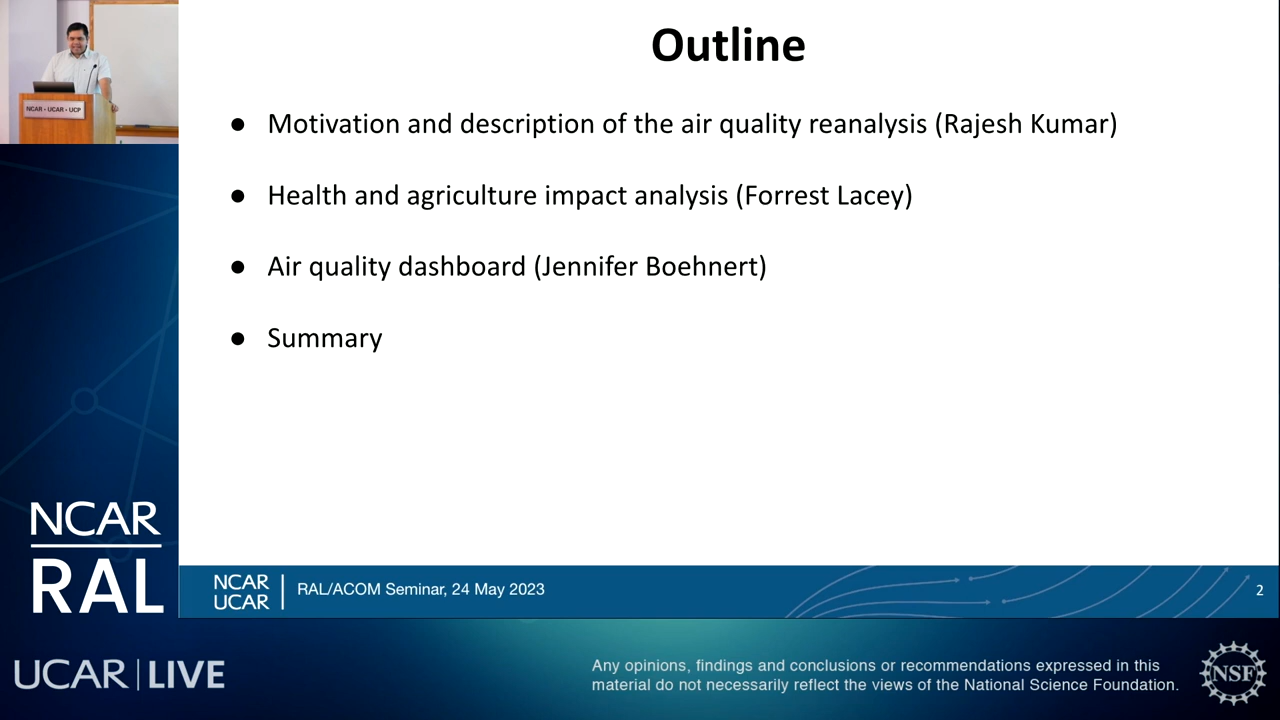 NCAR • UCAR • UCP
Outline
● Motivation and description of the air quality reanalysis (Rajesh Kumar)
● Health and agriculture impact analysis (Forrest Lacey)
● Air quality dashboard (Jennifer Boehnert)
● Summary
NCAR
RAL
NCAR
UCAR
RAL/ACOM Seminar, 24 May 2023
2
UCAR | LIVE
Any opinions, findings and conclusions or recommendations expressed in this
material do not necessarily reflect the views of the National Science Foundation.
NSF